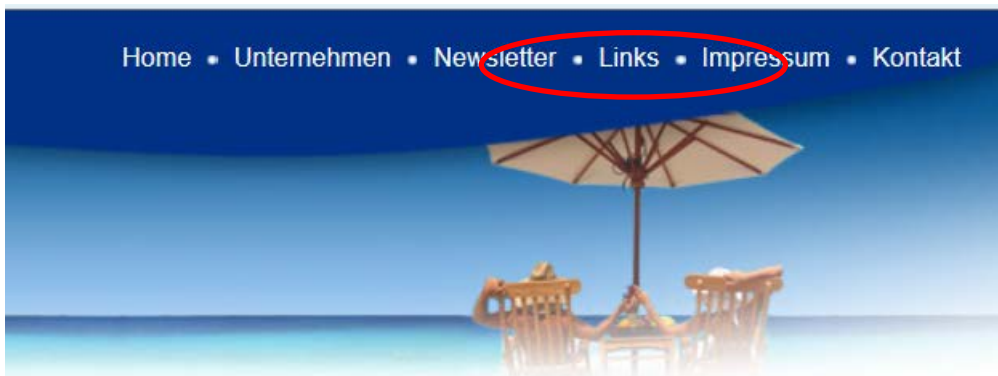 Home • Unternehmen • Newsletter • Links • Impressum • Kontakt